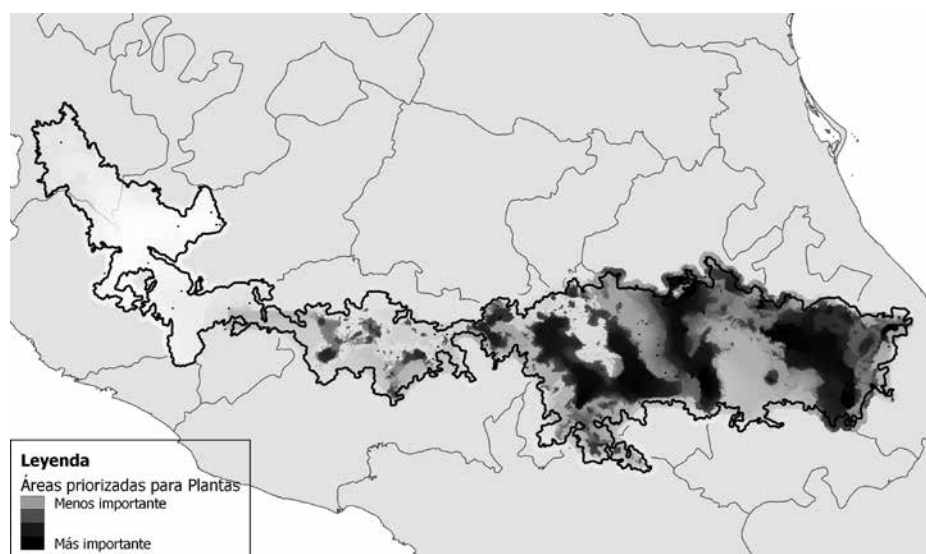 Leyenda
Áreas priorizadas para Plantas
Menos importante
Más importante